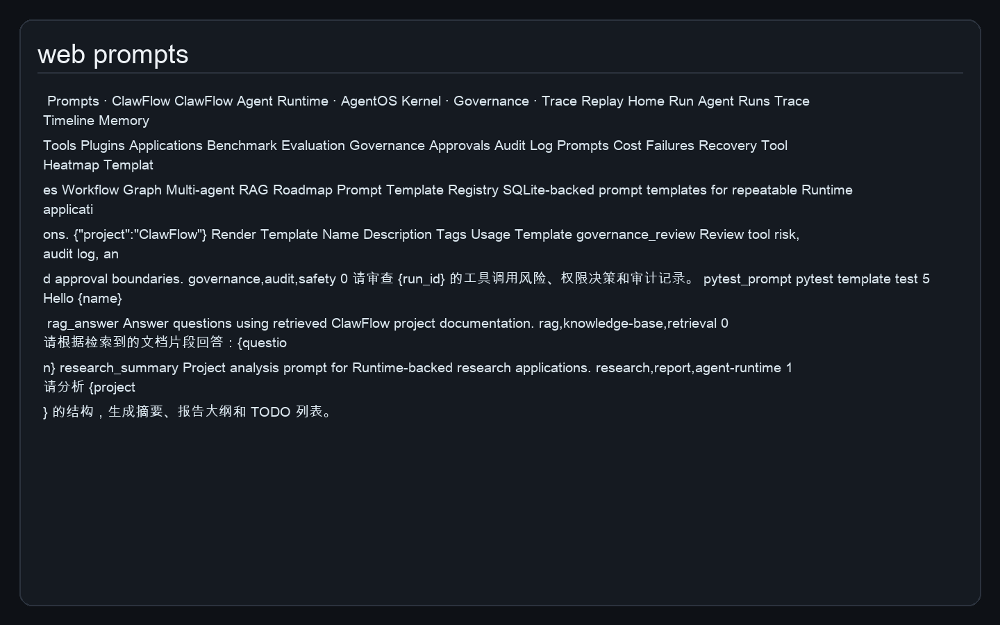 web prompts
Prompts · ClawFlow ClawFlow Agent Runtime · AgentOS Kernel · Governance · Trace Replay Home Run Agent Runs Trace
Timeline Memory
Tools Plugins Applications Benchmark Evaluation Governance Approvals Audit Log Prompts Cost Failures Recovery Tool
Heatmap Templat
es Workflow Graph Multi-agent RAG Roadmap Prompt Template Registry SQLite-backed prompt templates for repeatable Runtime
applicati
ons. {"project":"ClawFlow"} Render Template Name Description Tags Usage Template governance_review Review tool risk,
audit log, an
d approval boundaries. governance,audit,safety 0 请审查 {run_id} 的工具调用风险、权限决策和审计记录。 pytest_prompt pytest template test 5
Hello {name}
rag_answer Answer questions using retrieved ClawFlow project documentation. rag,knowledge-base,retrieval 0
请根据检索到的文档片段回答：{questio
n} research_summary Project analysis prompt for Runtime-backed research applications. research,report,agent-runtime 1
请分析 {project
} 的结构，生成摘要、报告大纲和 TODO 列表。